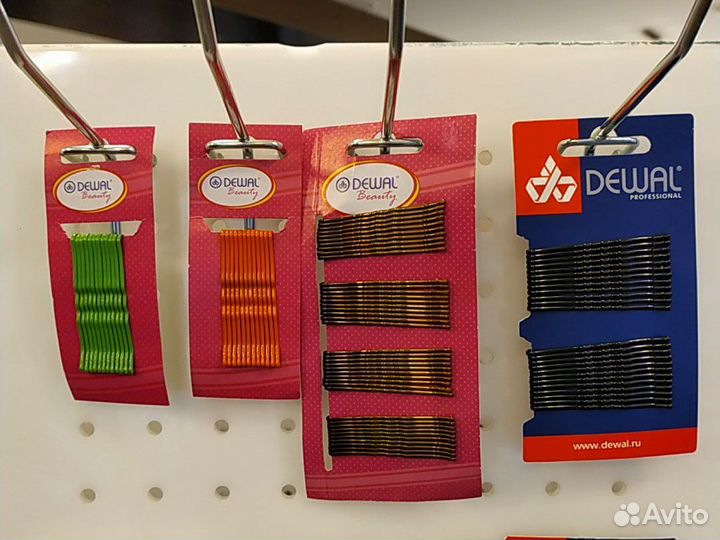 DEWAL
Beauty
DEWAL
Beauty
DEWAL
Beauty
DEWAL®
PROFESSIONAL
www.dewal.ru
Avito